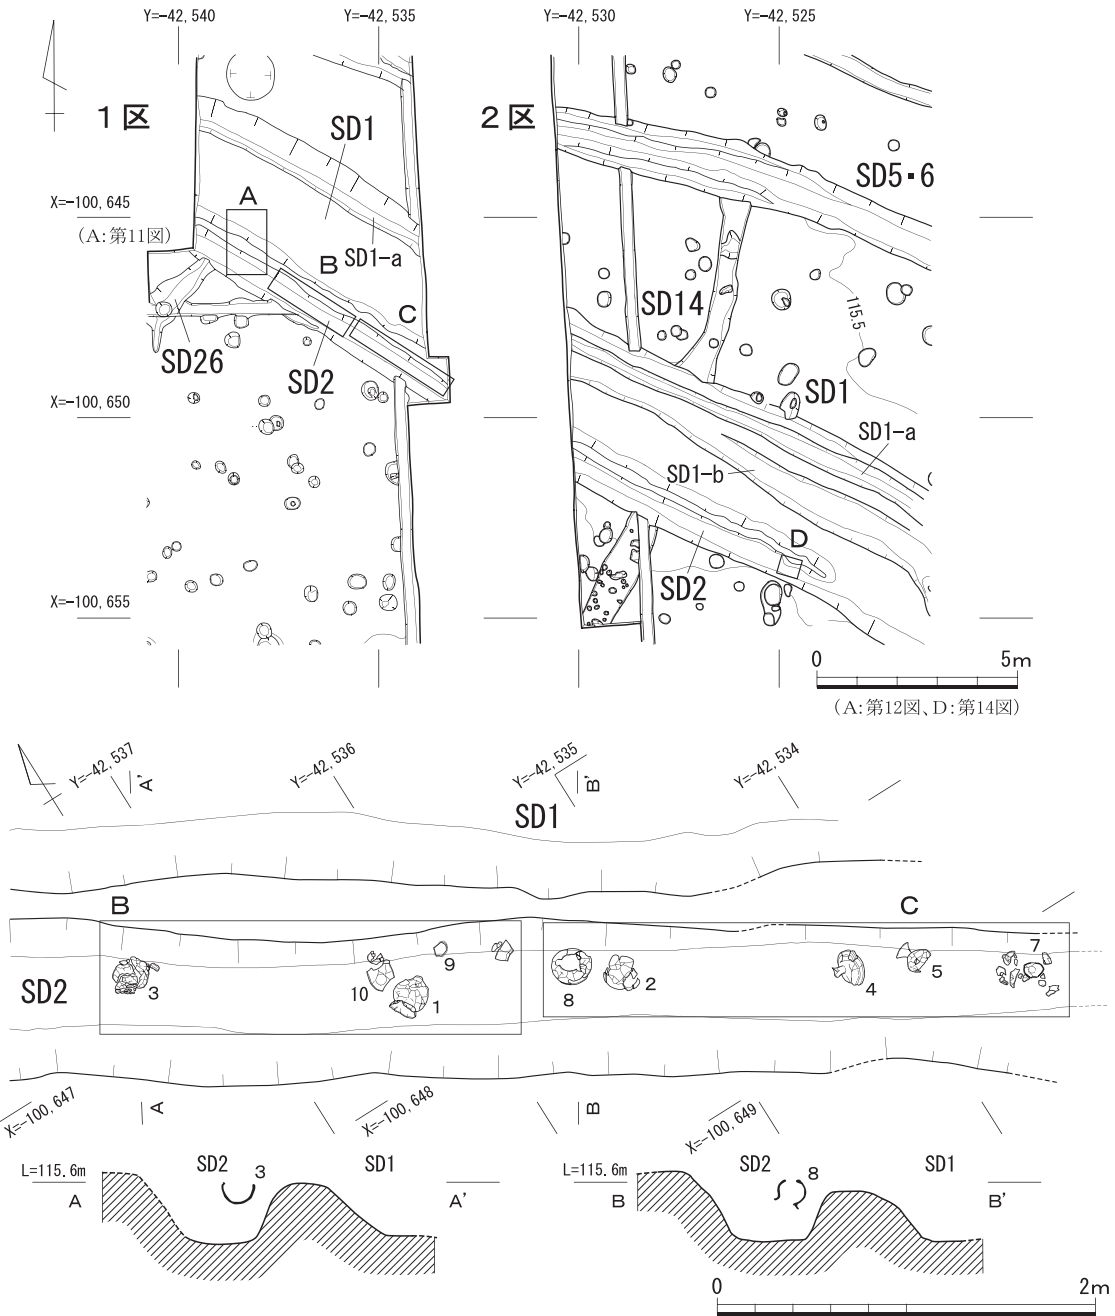 Y=-42,540
Y=-42,535
Y=-42,530
Y=-42,525
1区
2区
SD1
SD5・6
X=-100,645
(A:第11図)
A
SD1-a
B
C
SD14
115.5
SD26
SD2
SD1
X=-100,650
SD1-a
SD1-b
D
SD2
X=-100,655
0
5m
(A:第12図、D:第14図)
Y=-42,537
A'
Y=-42,536
Y=-42,535
B'
Y=-42,534
SD1
B
C
SD2
3
10
9
1
8
2
4
5
7
X=-100,647
A
X=-100,648
B
X=-100,649
L=115.6m
SD2
3
SD1
A
A'
L=115.6m
SD2
8
SD1
B
B'
0
2m